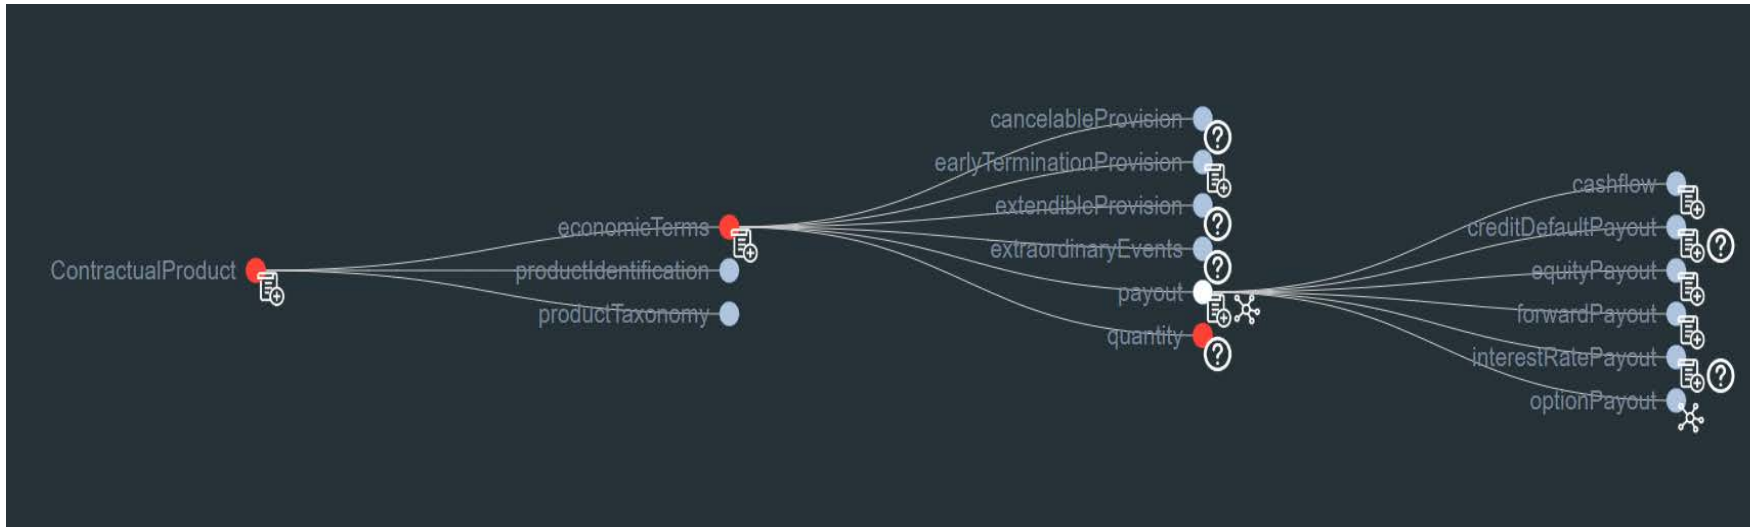 ContractualProduct
economicTerms
productIdentification
productTaxonomy
cancelableProvision
?
earlyTerminationProvision
extendibleProvision
?
extraordinaryEvents
?
payout
quantity
?
cashflow
creditDefaultPayout
?
equityPayout
forwardPayout
interestRatePayout
?
optionPayout